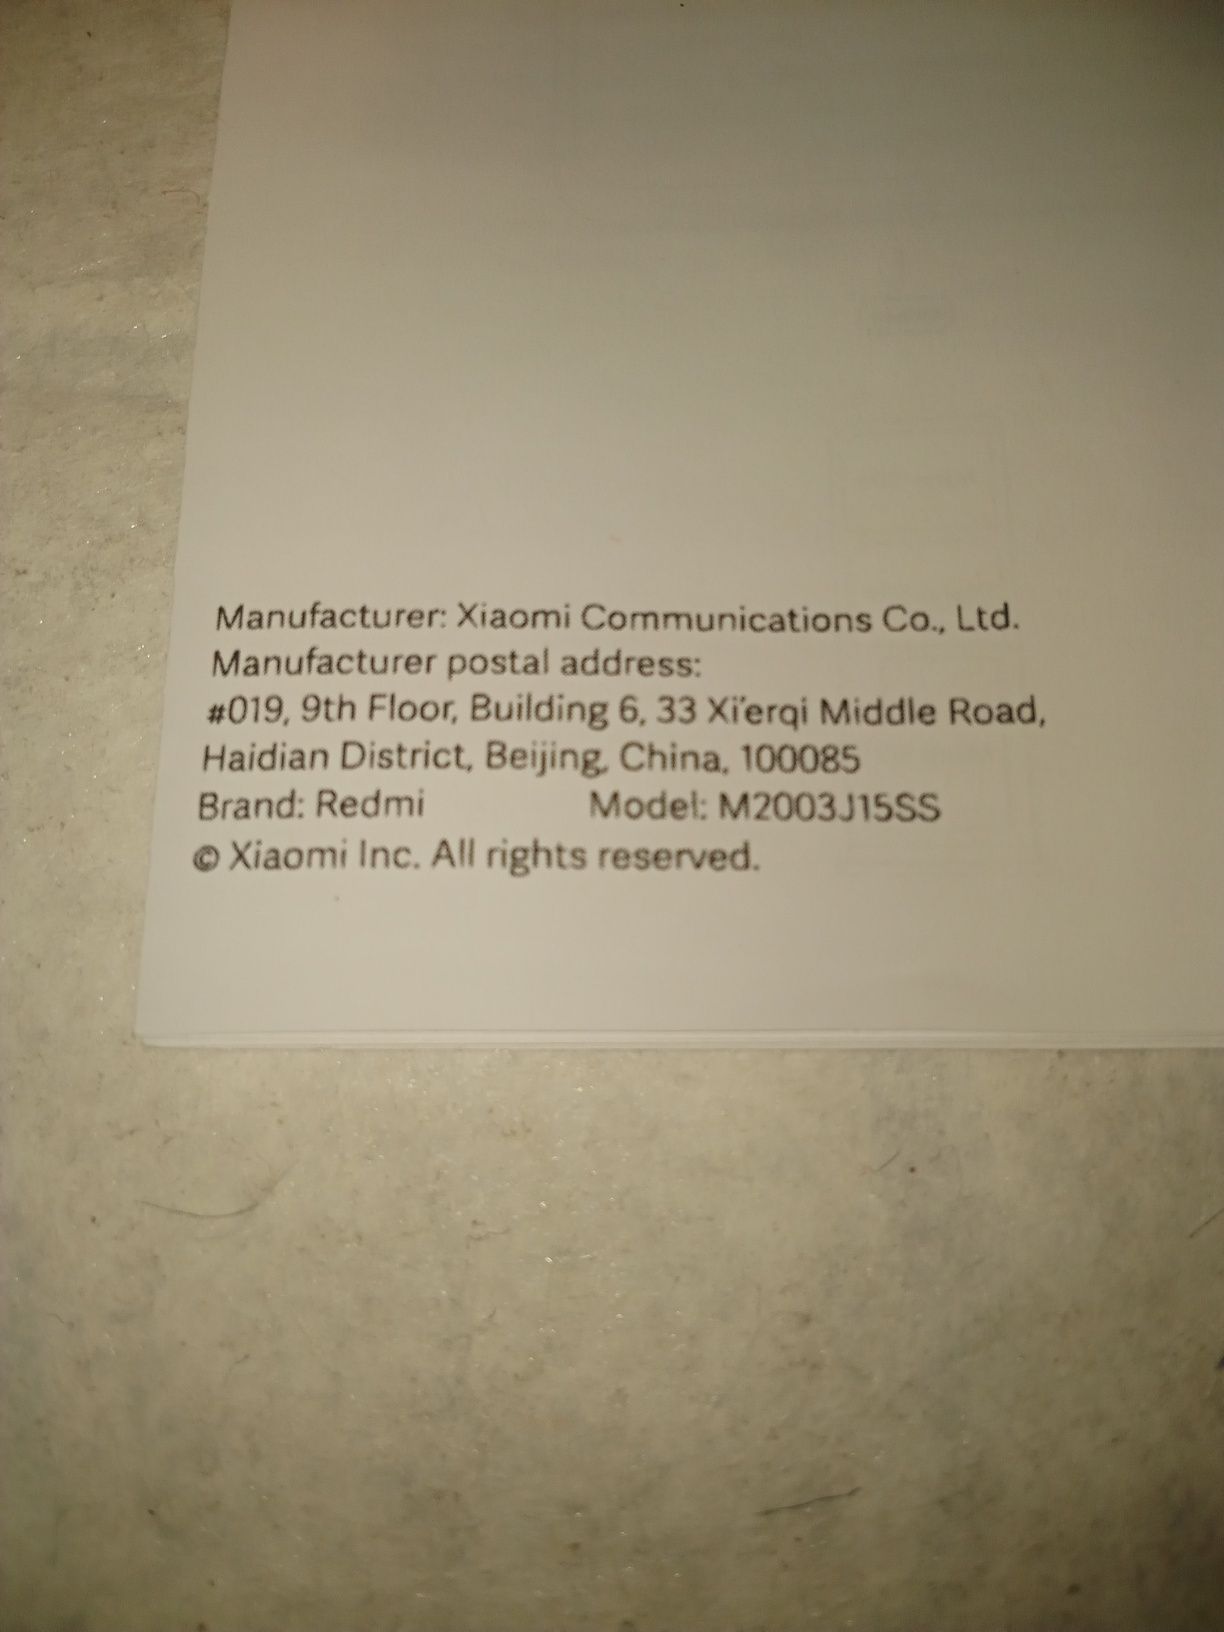 Manufacturer: Xiaomi Communications Co., Ltd.
Manufacturer postal address:
#019, 9th Floor, Building 6, 33 Xi'erqi Middle Road,
Haidian District, Beijing, China, 100085
Brand: Redmi Model: M2003J15SS
© Xiaomi Inc. All rights reserved.